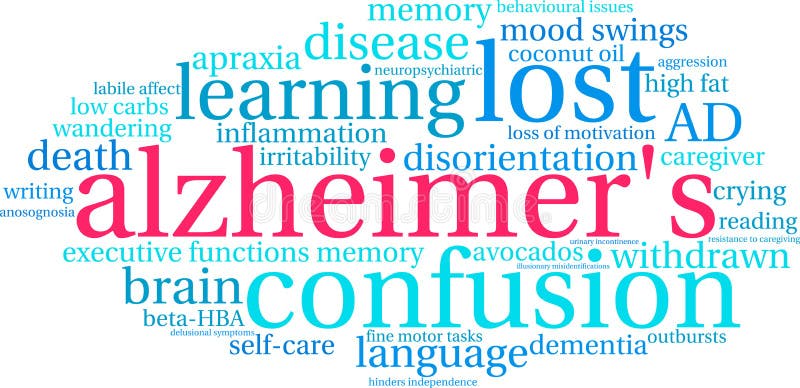 memory behavioural issues
disease mood swings
apraxia lost coconut oil
neuropsychiatric aggression
labile affect learning high fat
low carbs
wandering inflammation loss of motivation AD
death irritability disorientation caregiver
writing alzheimer's crying
anosognosia reading
urinary incontinence resistance to caregiving
executive functions memory avocados withdrawn
illusionary misidentifications
brain confusion
beta-HBA
delusional symptoms fine motor tasks outbursts
self-care language dementia
hinders independence